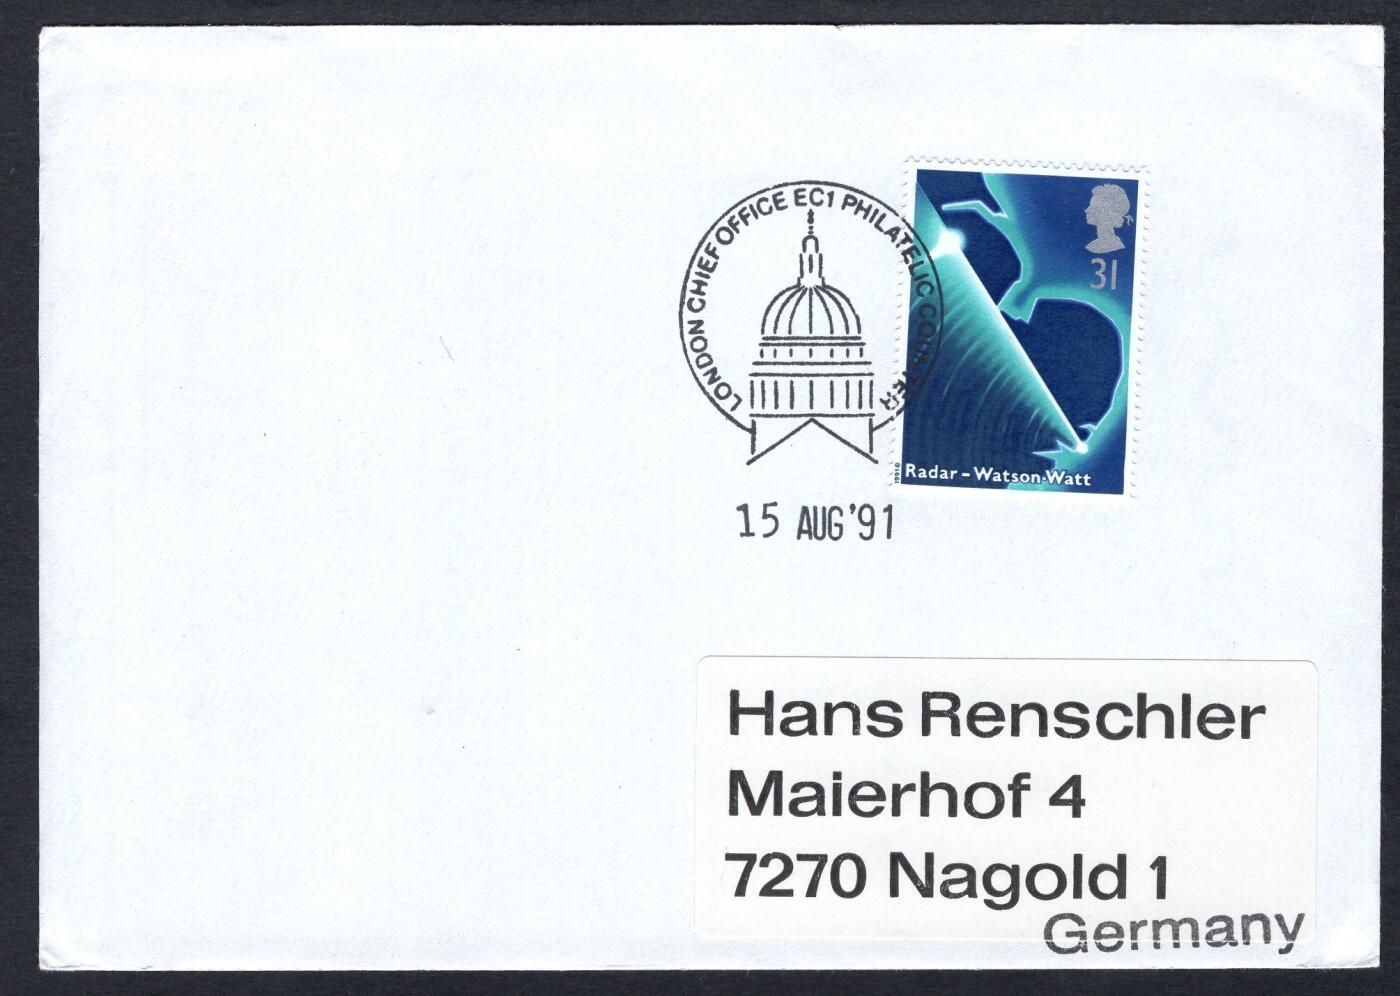 LONDON CHIEF OFFICE EC1 PHILATELIC COUNTER
31
1991©
Radar – Watson-Watt
15 AUG '91
Hans Renschler
Maierhof 4
7270 Nagold 1
Germany